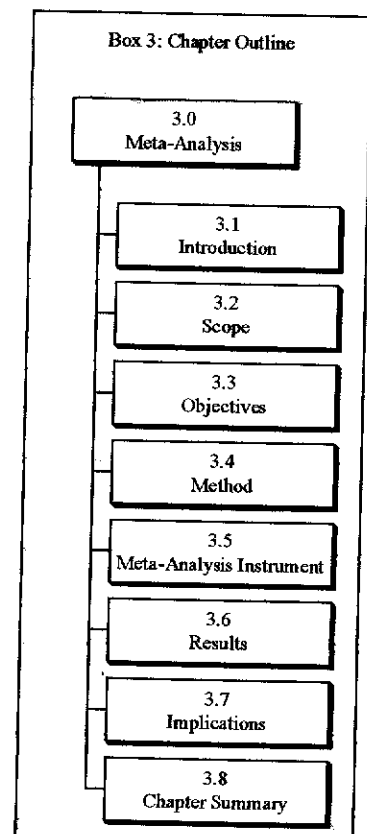 Box 3: Chapter Outline
3.0
Meta-Analysis
3.1
Introduction
3.2
Scope
3.3
Objectives
3.4
Method
3.5
Meta-Analysis Instrument
3.6
Results
3.7
Implications
3.8
Chapter Summary